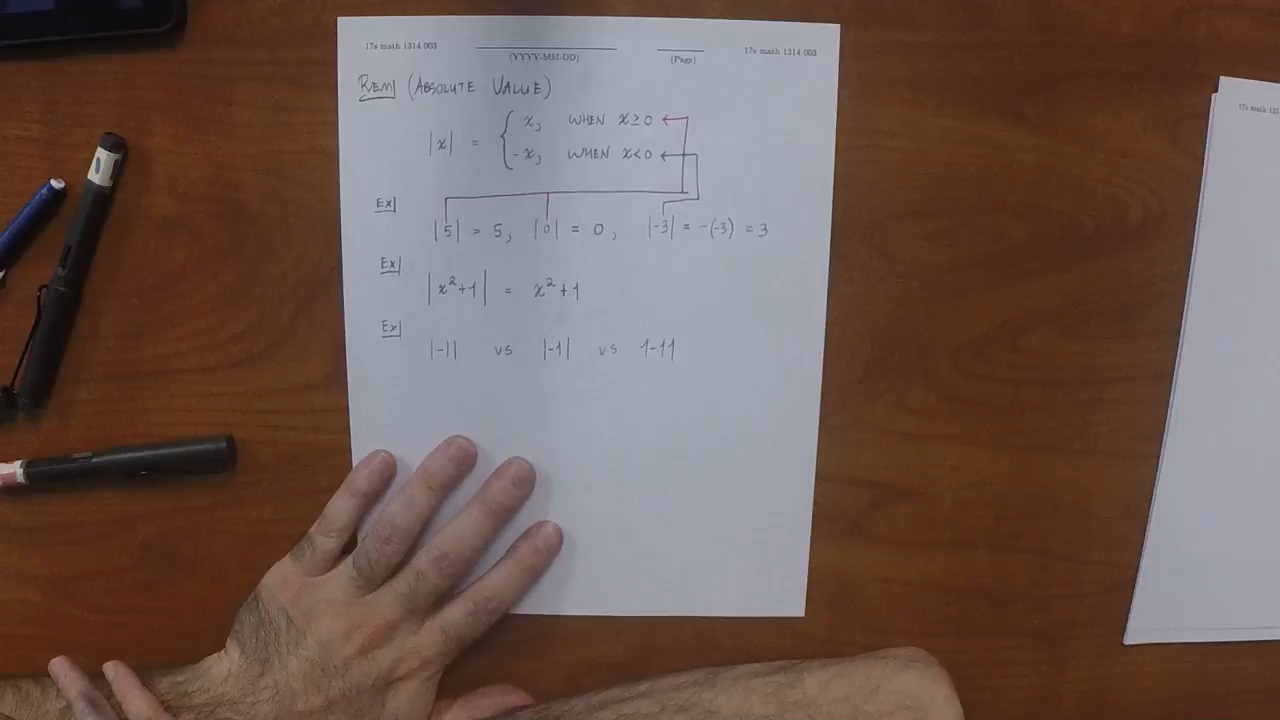 17s math 1314 003 (YYYY-MM-DD) (Page) 17s math 1314 003
REM (ABSOLUTE VALUE)
|x| = { x, WHEN x ≥ 0
-x, WHEN x < 0
Ex
|5| = 5, |0| = 0, |-3| = -(-3) = 3
Ex
|x²+1| = x²+1
Ex
|-1| vs |-1| vs 1-11
17s math